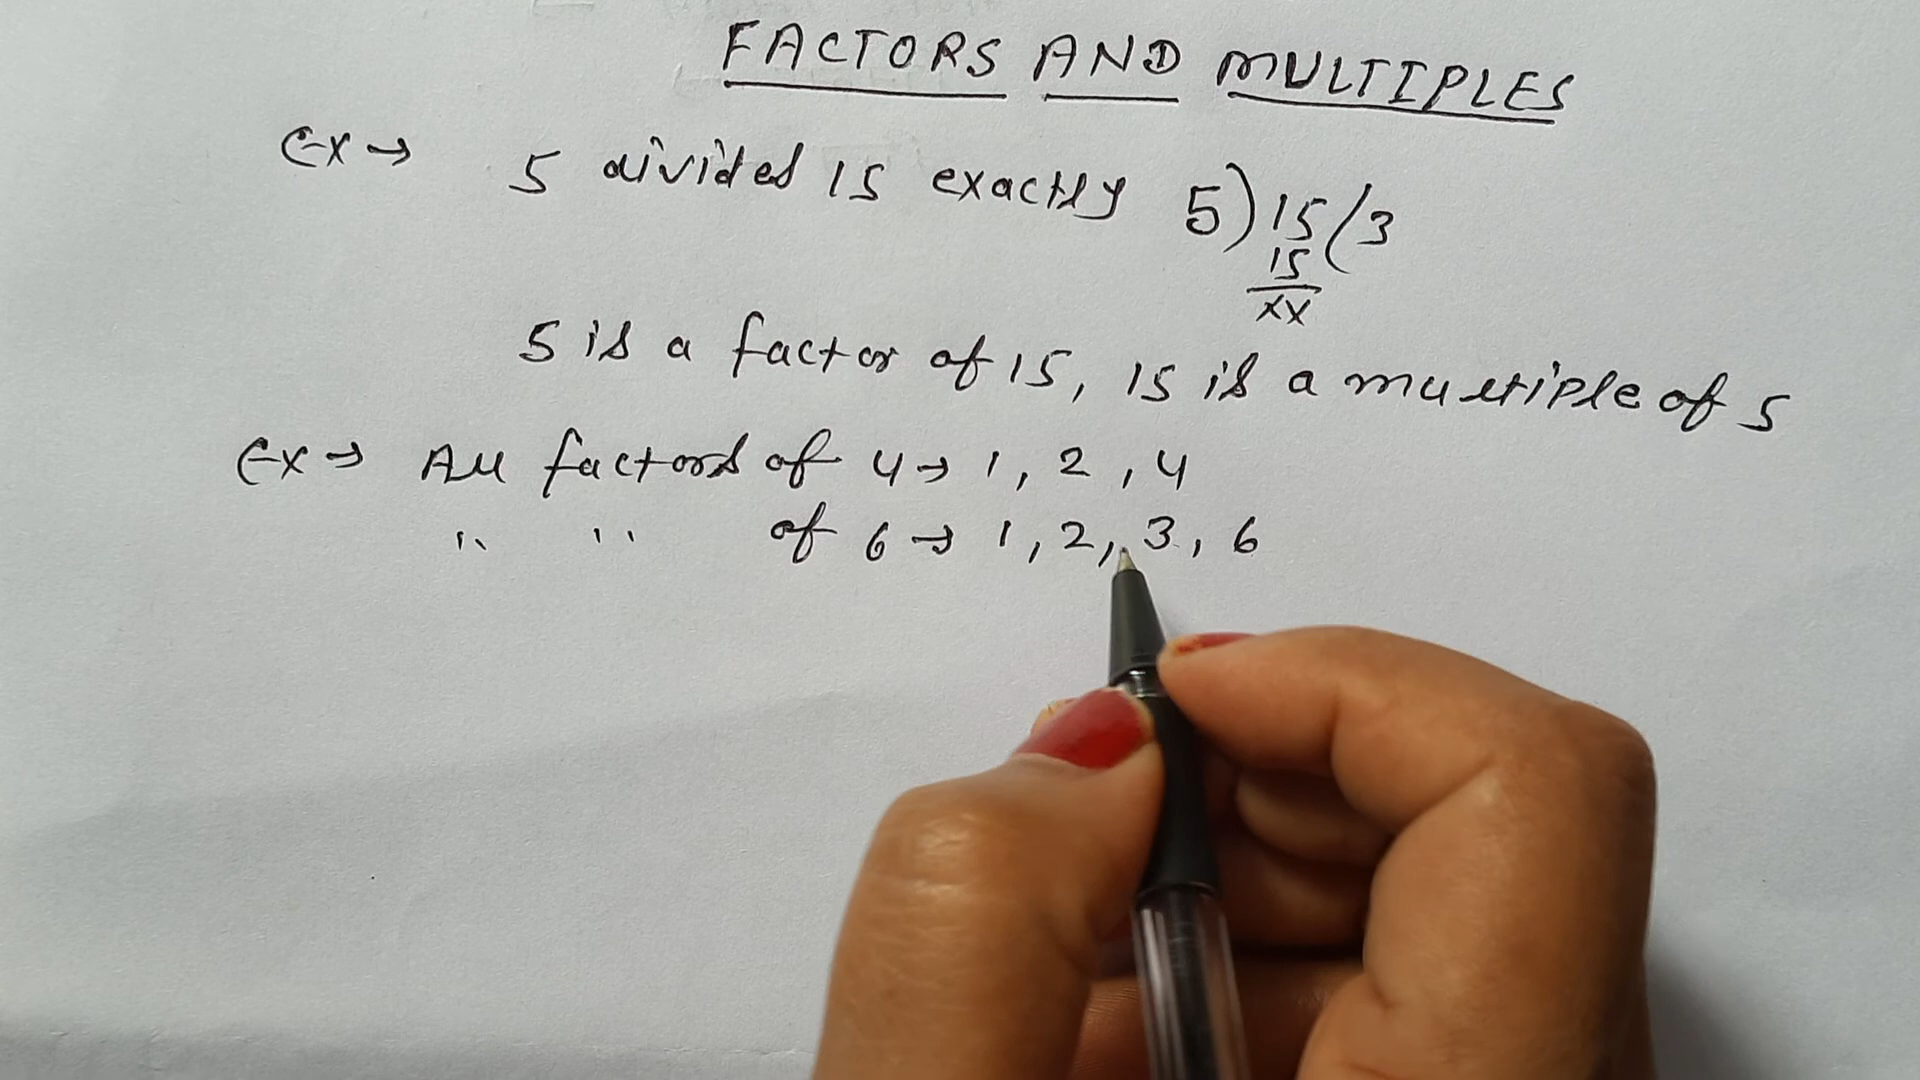 FACTORS AND MULTIPLES
Ex → 5 divided 15 exactly 5)15(3
15
xx
5 is a factor of 15, 15 is a multiple of 5
Ex → All factors of 4 → 1, 2, 4
" " of 6 → 1, 2, 3, 6